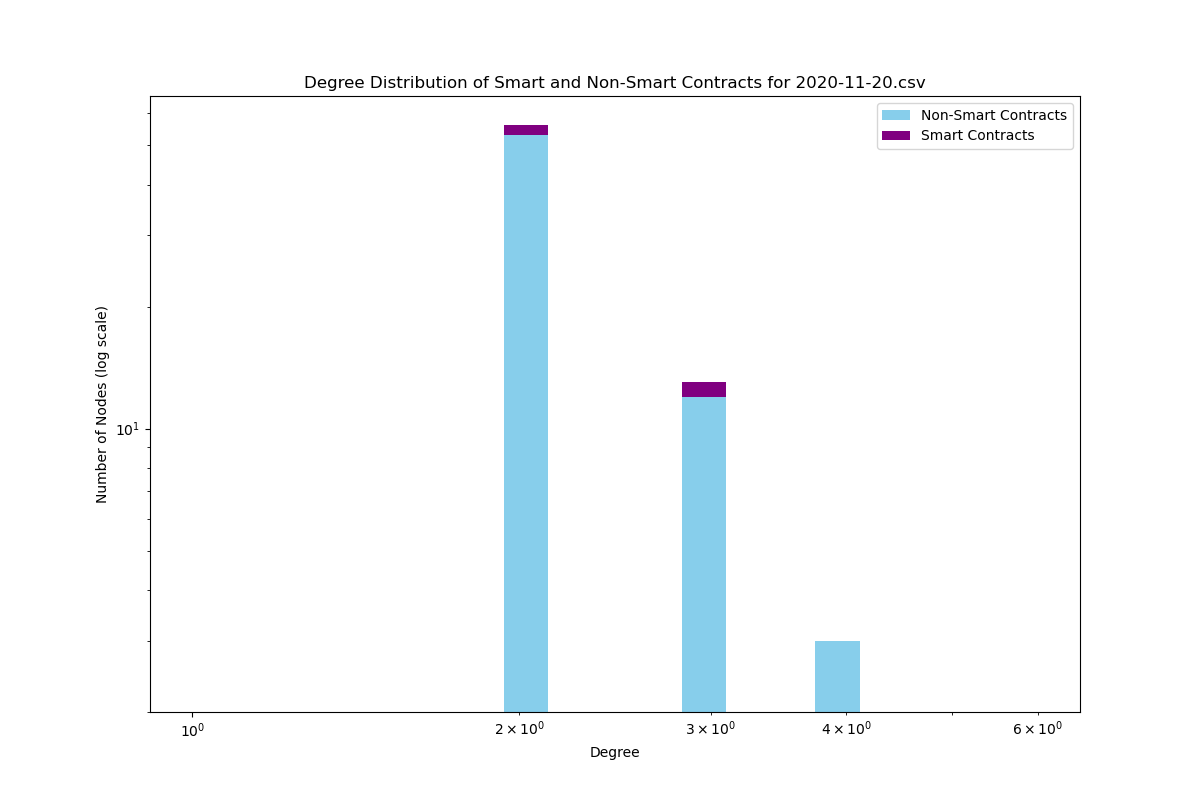 Degree Distribution of Smart and Non-Smart Contracts for 2020-11-20.csv
Non-Smart Contracts
Smart Contracts
Number of Nodes (log scale)
10¹
10⁰
2 × 10⁰
3 × 10⁰
4 × 10⁰
6 × 10⁰
Degree